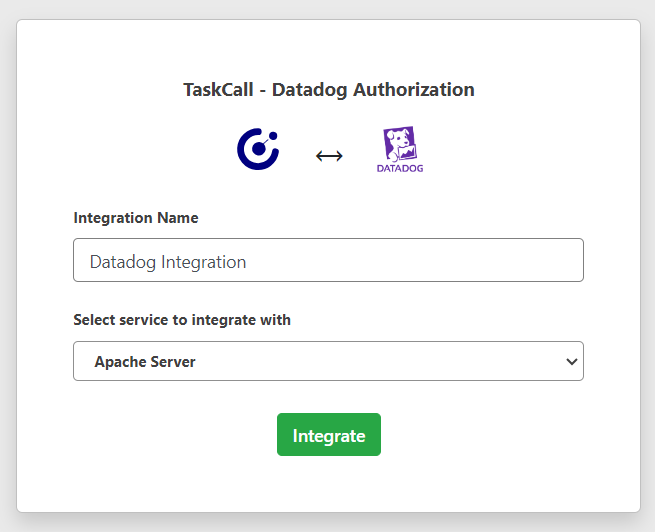 TaskCall - Datadog Authorization
DATADOG
Integration Name
Datadog Integration
Select service to integrate with
Apache Server
Integrate